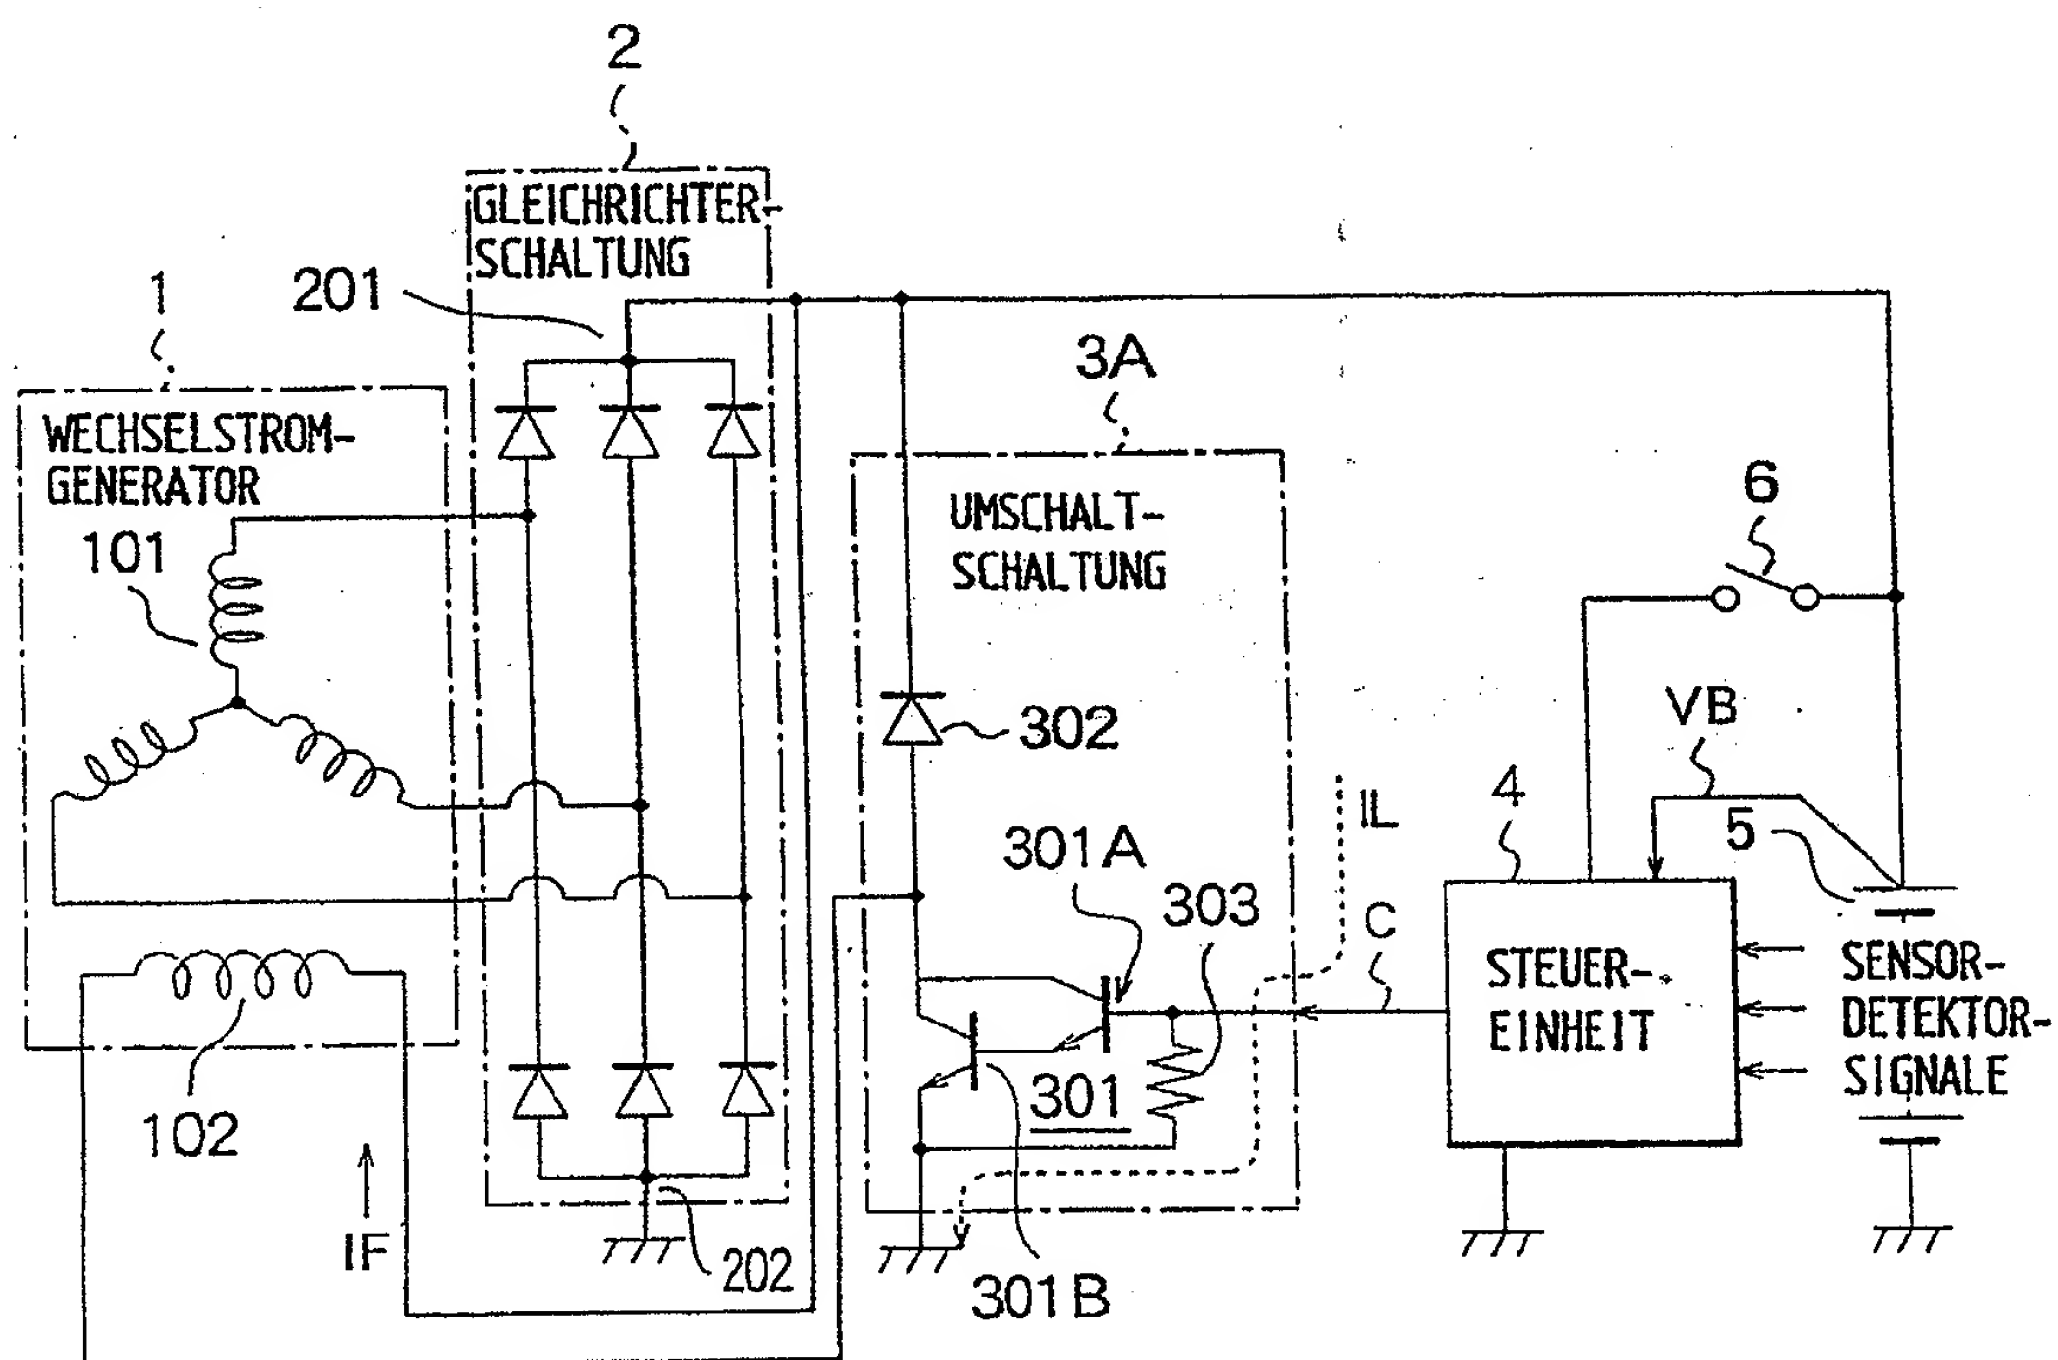 2
GLEICHRICHTER-
SCHALTUNG
201
1
3A
WECHSELSTROM-
GENERATOR
101
UMSCHALT-
SCHALTUNG
6
302
VB
4
IL
5
301A
303
C
STEUER-
EINHEIT
SENSOR-
DETEKTOR-
SIGNALE
301
102
IF
202
301B